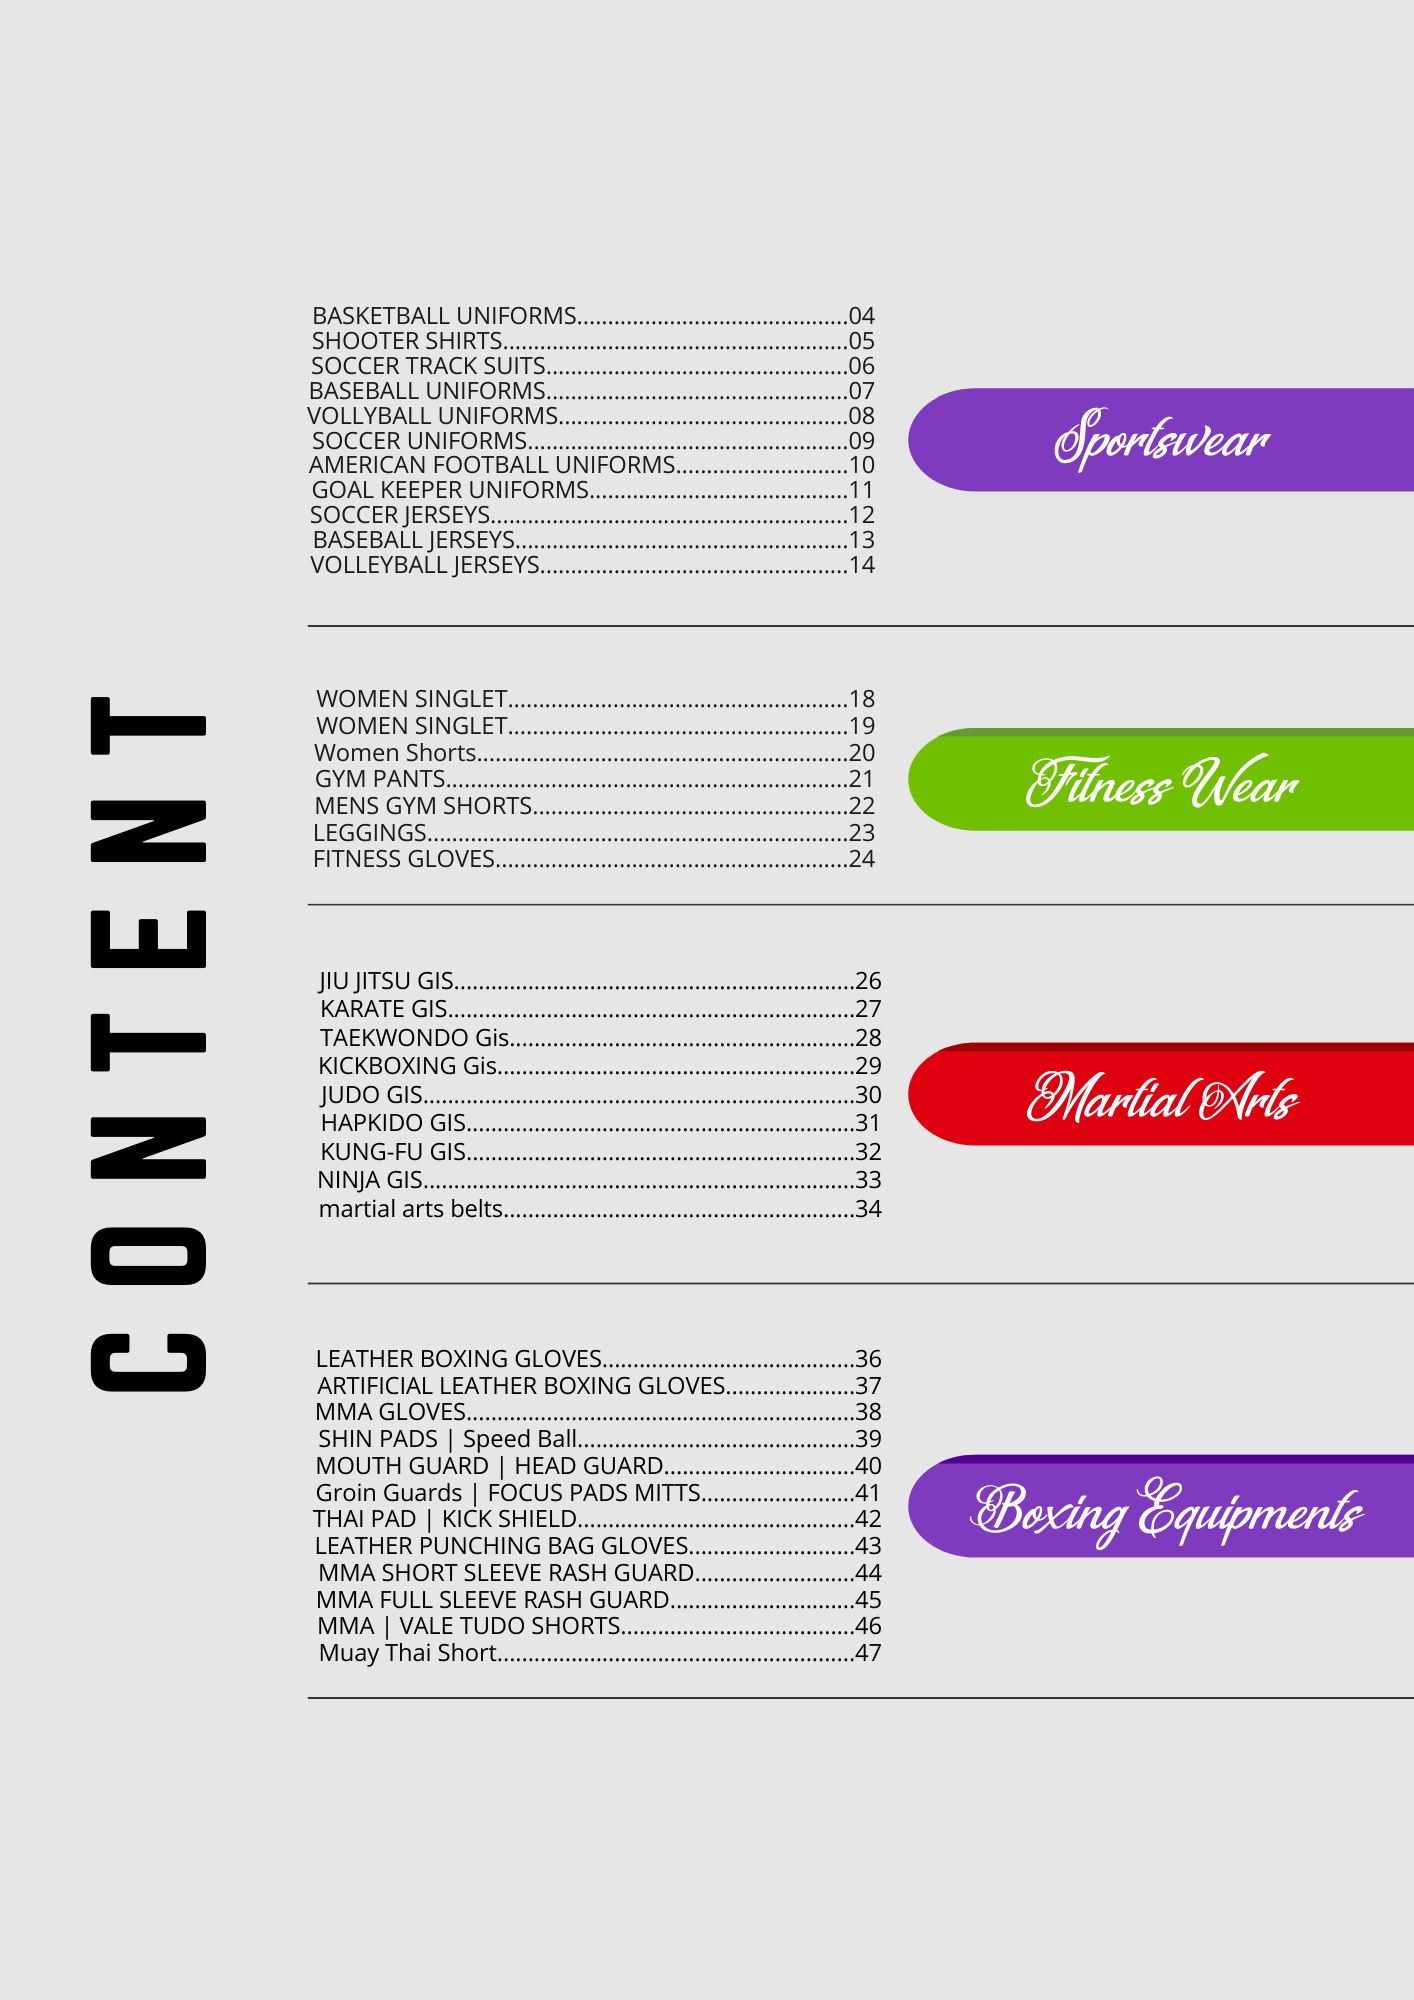 CONTENT
BASKETBALL UNIFORMS............................................04
SHOOTER SHIRTS........................................................05
SOCCER TRACK SUITS.................................................06
BASEBALL UNIFORMS.................................................07
VOLLYBALL UNIFORMS...............................................08
SOCCER UNIFORMS....................................................09
AMERICAN FOOTBALL UNIFORMS............................10
GOAL KEEPER UNIFORMS..........................................11
SOCCER JERSEYS..........................................................12
BASEBALL JERSEYS......................................................13
VOLLEYBALL JERSEYS..................................................14
Sportswear
WOMEN SINGLET.......................................................18
WOMEN SINGLET.......................................................19
Women Shorts............................................................20
GYM PANTS.................................................................21
MENS GYM SHORTS...................................................22
LEGGINGS....................................................................23
FITNESS GLOVES.........................................................24
Fitness Wear
JIU JITSU GIS.................................................................26
KARATE GIS..................................................................27
TAEKWONDO Gis........................................................28
KICKBOXING Gis..........................................................29
JUDO GIS......................................................................30
HAPKIDO GIS...............................................................31
KUNG-FU GIS...............................................................32
NINJA GIS......................................................................33
martial arts belts.........................................................34
Martial Arts
LEATHER BOXING GLOVES.........................................36
ARTIFICIAL LEATHER BOXING GLOVES.....................37
MMA GLOVES...............................................................38
SHIN PADS | Speed Ball.............................................39
MOUTH GUARD | HEAD GUARD...............................40
Groin Guards | FOCUS PADS MITTS.........................41
THAI PAD | KICK SHIELD.............................................42
LEATHER PUNCHING BAG GLOVES...........................43
MMA SHORT SLEEVE RASH GUARD..........................44
MMA FULL SLEEVE RASH GUARD..............................45
MMA | VALE TUDO SHORTS......................................46
Muay Thai Short..........................................................47
Boxing Equipments